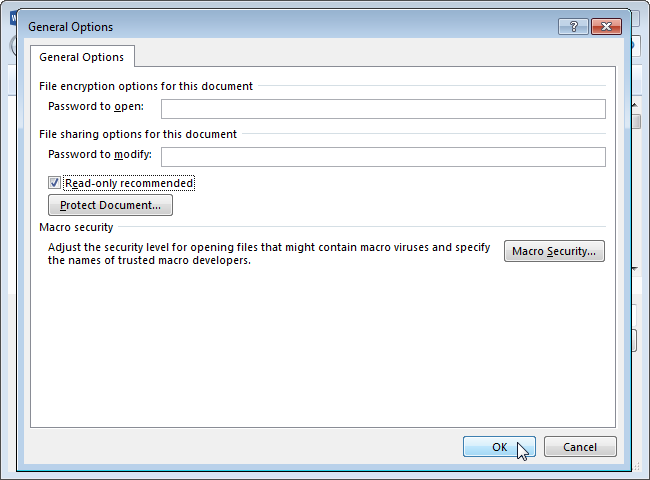 General Options
General Options
File encryption options for this document
Password to open:
File sharing options for this document
Password to modify:
Read-only recommended
Protect Document...
Macro security
Adjust the security level for opening files that might contain macro viruses and specify
the names of trusted macro developers.
Macro Security...
OK
Cancel